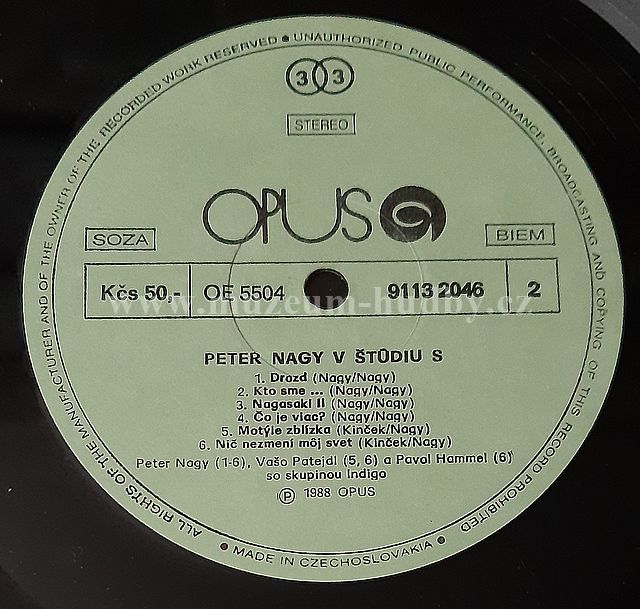 ALL RIGHTS OF THE MANUFACTURER AND OF THE OWNER OF THE RECORDED WORK RESERVED ● UNAUTHORIZED PUBLIC PERFORMANCE, BROADCASTING AND COPYING OF THIS RECORD PROHIBITED
● MADE IN CZECHOSLOVAKIA ●
33
STEREO
OPUS
SOZA
BIEM
Kčs 50,- OE 5504 9113 2046 2
www.muzeum-hudby.cz
PETER NAGY V ŠTÚDIU S
1. Drozd (Nagy/Nagy)
2. Kto sme ... (Nagy/Nagy)
3. Nagasaki II (Nagy/Nagy)
4. Čo je viac? (Nagy/Nagy)
5. Motýle zblízka (Kinček/Nagy)
6. Nič nezmení môj svet (Kinček/Nagy)
Peter Nagy (1-6), Vašo Patejdl (5, 6) a Pavol Hammel (6)
so skupinou Indigo
Ⓟ 1988 OPUS